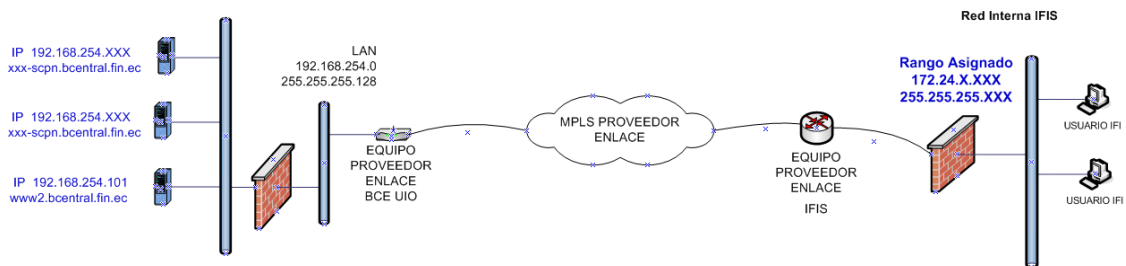 Red Interna IFIS
IP 192.168.254.XXX
xxx-scpn.bcentral.fin.ec
IP 192.168.254.XXX
xxx-scpn.bcentral.fin.ec
IP 192.168.254.101
www2.bcentral.fin.ec
LAN
192.168.254.0
255.255.255.128
EQUIPO
PROVEEDOR
ENLACE
BCE UIO
MPLS PROVEEDOR
ENLACE
EQUIPO
PROVEEDOR
ENLACE
IFIS
Rango Asignado
172.24.X.XXX
255.255.255.XXX
USUARIO IFI
USUARIO IFI